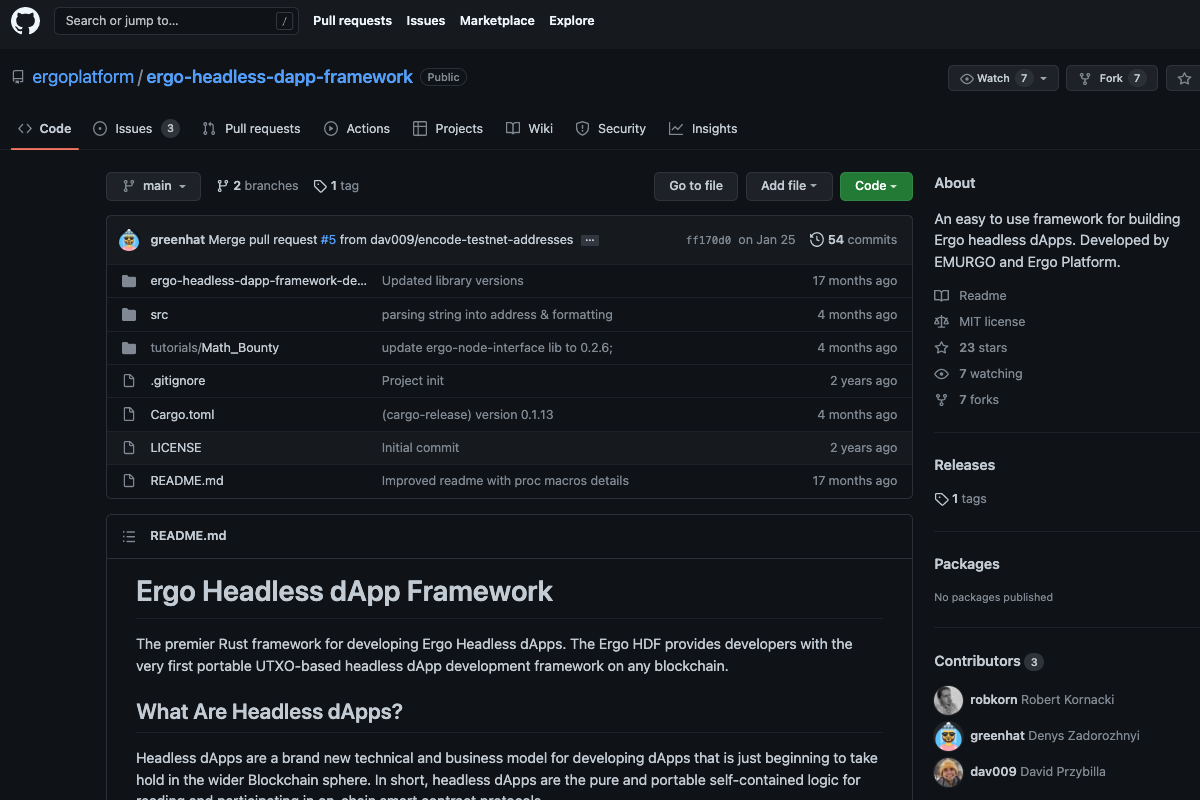 Search or jump to... /
Pull requests Issues Marketplace Explore
ergoplatform / ergo-headless-dapp-framework Public
Watch 7 Fork 7
Code Issues 3 Pull requests Actions Projects Wiki Security Insights
main 2 branches 1 tag Go to file Add file Code
greenhat Merge pull request #5 from dav009/encode-testnet-addresses ... ff170d0 on Jan 25 54 commits
ergo-headless-dapp-framework-de... Updated library versions 17 months ago
src parsing string into address & formatting 4 months ago
tutorials/Math_Bounty update ergo-node-interface lib to 0.2.6; 4 months ago
.gitignore Project init 2 years ago
Cargo.toml (cargo-release) version 0.1.13 4 months ago
LICENSE Initial commit 2 years ago
README.md Improved readme with proc macros details 17 months ago
README.md
Ergo Headless dApp Framework
The premier Rust framework for developing Ergo Headless dApps. The Ergo HDF provides developers with the
very first portable UTXO-based headless dApp development framework on any blockchain.
What Are Headless dApps?
Headless dApps are a brand new technical and business model for developing dApps that is just beginning to take
hold in the wider Blockchain sphere. In short, headless dApps are the pure and portable self-contained logic for
About
An easy to use framework for building
Ergo headless dApps. Developed by
EMURGO and Ergo Platform.
Readme
MIT license
23 stars
7 watching
7 forks
Releases
1 tags
Packages
No packages published
Contributors 3
robkorn Robert Kornacki
greenhat Denys Zadorozhnyi
dav009 David Przybilla